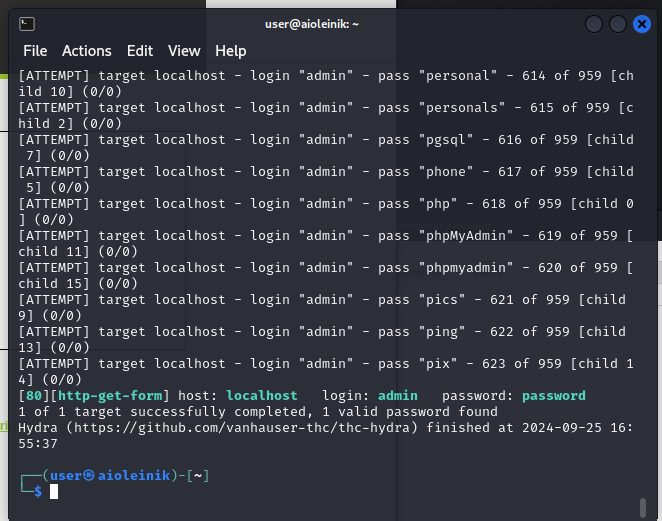 user@aioleinik: ~
File Actions Edit View Help
[ATTEMPT] target localhost - login "admin" - pass "personal" - 614 of 959 [ch
ild 10] (0/0)
[ATTEMPT] target localhost - login "admin" - pass "personals" - 615 of 959 [c
hild 2] (0/0)
[ATTEMPT] target localhost - login "admin" - pass "pgsql" - 616 of 959 [child
 7] (0/0)
[ATTEMPT] target localhost - login "admin" - pass "phone" - 617 of 959 [child
 5] (0/0)
[ATTEMPT] target localhost - login "admin" - pass "php" - 618 of 959 [child 0
] (0/0)
[ATTEMPT] target localhost - login "admin" - pass "phpMyAdmin" - 619 of 959 [
child 11] (0/0)
[ATTEMPT] target localhost - login "admin" - pass "phpmyadmin" - 620 of 959 [
child 15] (0/0)
[ATTEMPT] target localhost - login "admin" - pass "pics" - 621 of 959 [child
9] (0/0)
[ATTEMPT] target localhost - login "admin" - pass "ping" - 622 of 959 [child
13] (0/0)
[ATTEMPT] target localhost - login "admin" - pass "pix" - 623 of 959 [child 1
4] (0/0)
[80][http-get-form] host: localhost   login: admin   password: password
1 of 1 target successfully completed, 1 valid password found
Hydra (https://github.com/vanhauser-thc/thc-hydra) finished at 2024-09-25 16:
55:37
┌──(user㉿aioleinik)-[~]
└─$